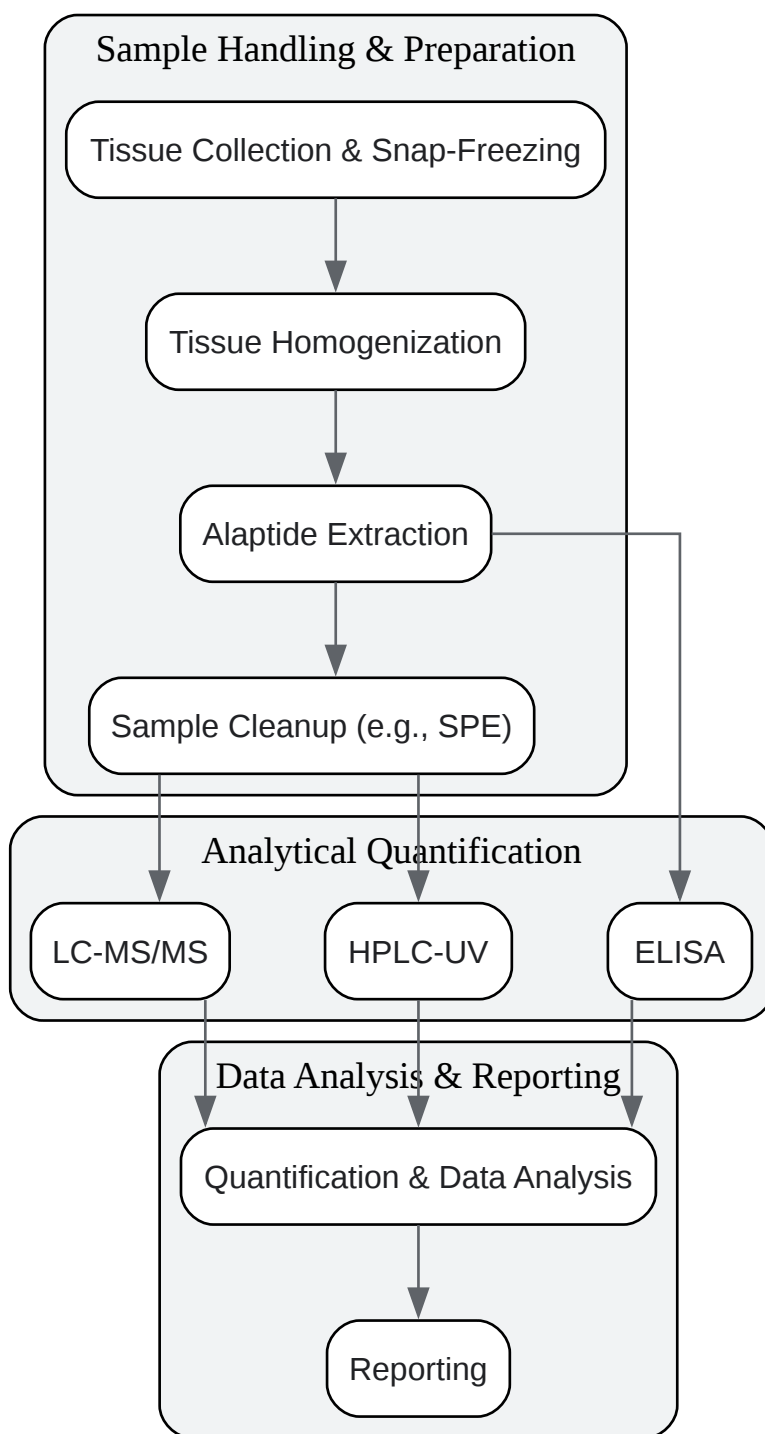 Sample Handling & Preparation
Tissue Collection & Snap-Freezing
Tissue Homogenization
Alaptide Extraction
Sample Cleanup (e.g., SPE)
Analytical Quantification
LC-MS/MS
HPLC-UV
ELISA
Data Analysis & Reporting
Quantification & Data Analysis
Reporting